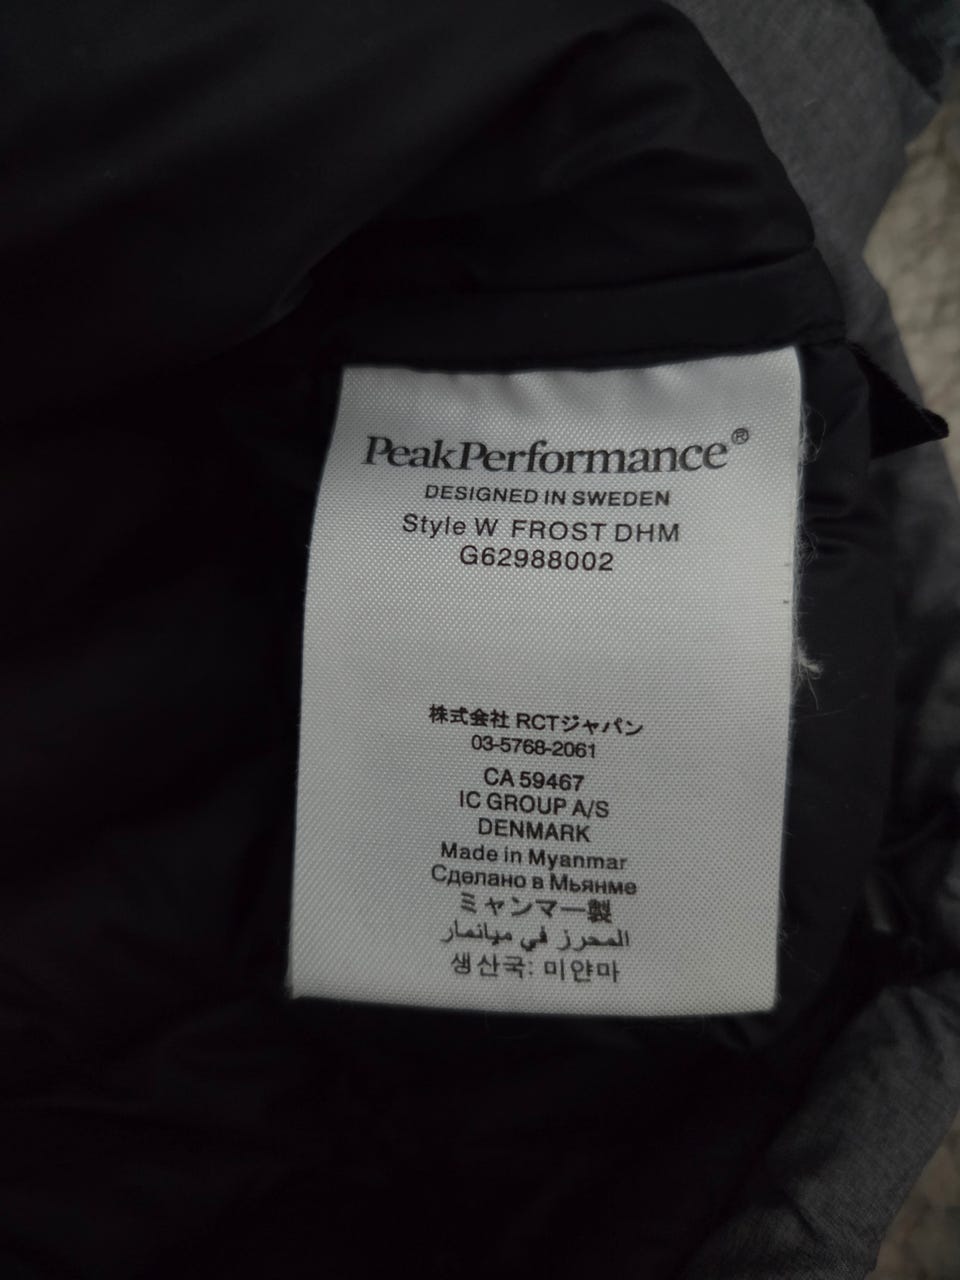 PeakPerformance®
DESIGNED IN SWEDEN
Style W FROST DHM
G62988002
株式会社 RCTジャパン
03-5768-2061
CA 59467
IC GROUP A/S
DENMARK
Made in Myanmar
Сделано в Мьянме
ミャンマー製
المحرز في ميانمار
생산국: 미얀마